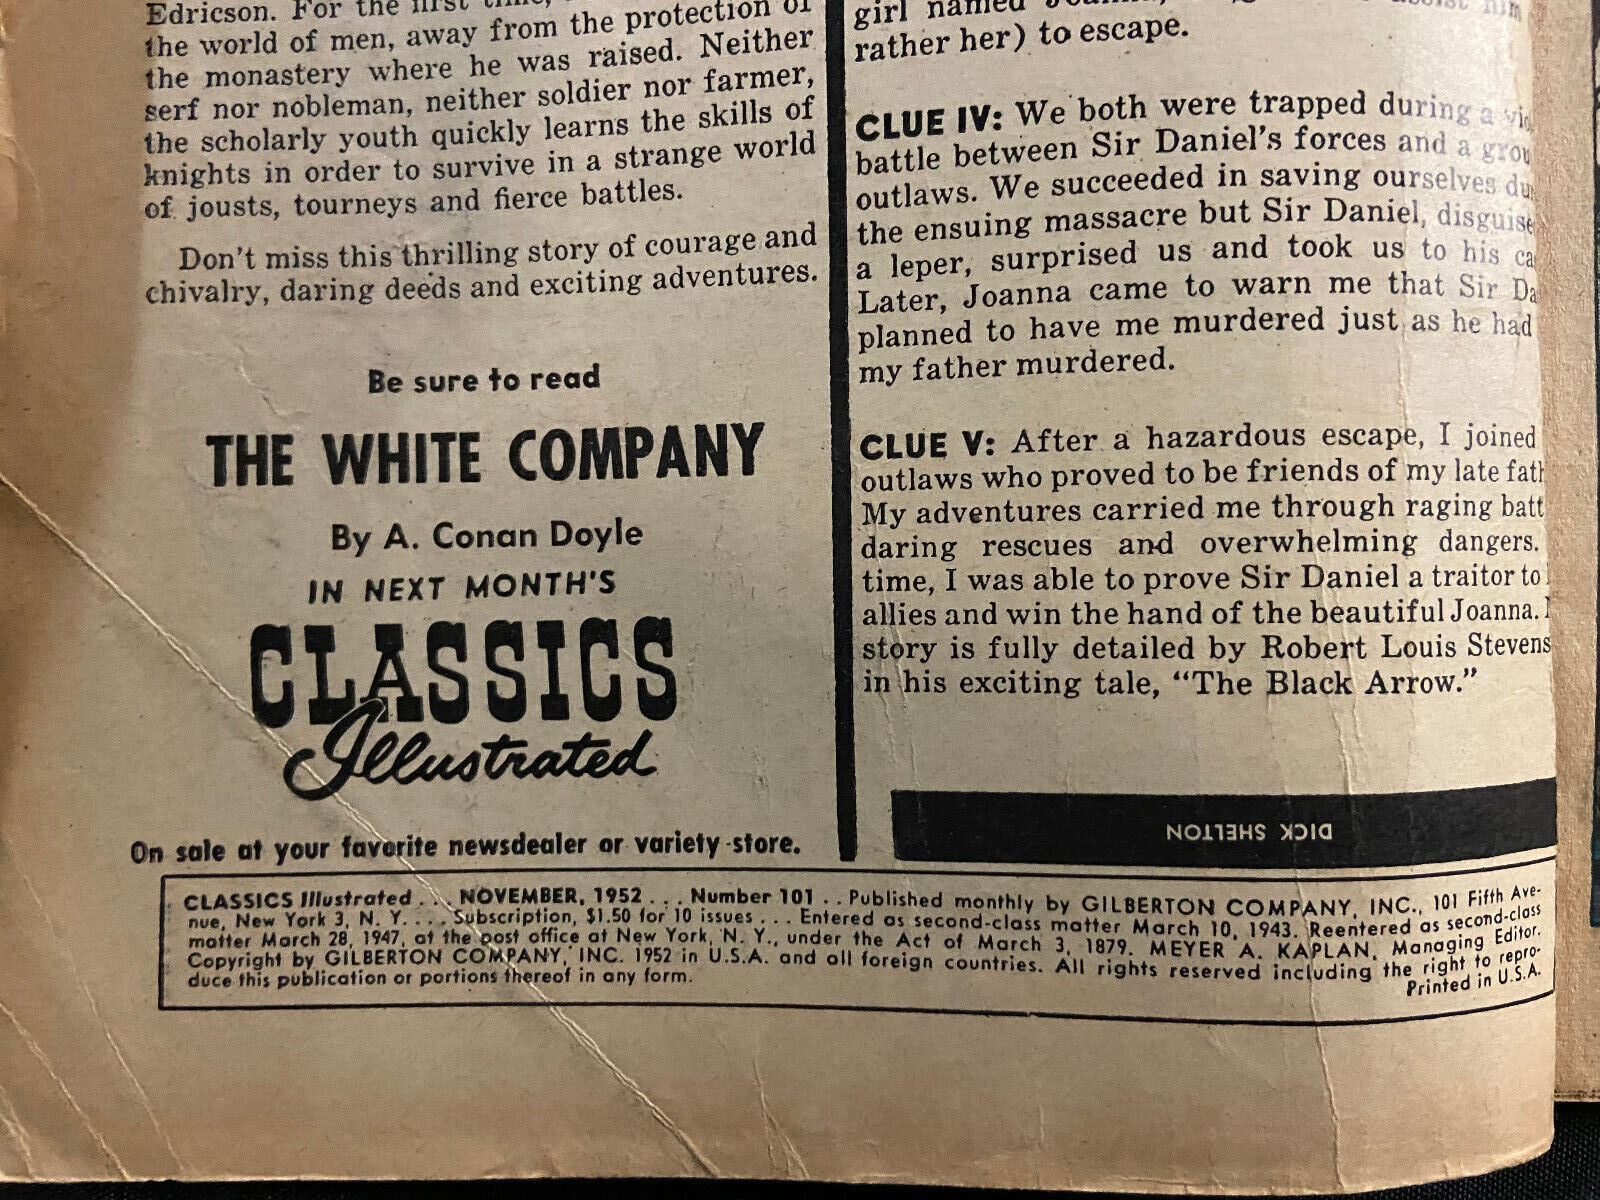 Edricson. For the first time,
the world of men, away from the protection of
the monastery where he was raised. Neither
serf nor nobleman, neither soldier nor farmer,
the scholarly youth quickly learns the skills of
knights in order to survive in a strange world
of jousts, tourneys and fierce battles.
Don't miss this thrilling story of courage and
chivalry, daring deeds and exciting adventures.
Be sure to read
THE WHITE COMPANY
By A. Conan Doyle
IN NEXT MONTH'S
CLASSICS
Illustrated
On sale at your favorite newsdealer or variety store.
girl named
rather her) to escape.
CLUE IV: We both were trapped during a
battle between Sir Daniel's forces and a
outlaws. We succeeded in saving ourselves
the ensuing massacre but Sir Daniel,
a leper, surprised us and took us to his
Later, Joanna came to warn me that Sir
planned to have me murdered just as he had
my father murdered.
CLUE V: After a hazardous escape, I joined
outlaws who proved to be friends of my late
My adventures carried me through raging
daring rescues and overwhelming dangers.
time, I was able to prove Sir Daniel a traitor to
allies and win the hand of the beautiful Joanna.
story is fully detailed by Robert Louis Stevens
in his exciting tale, "The Black Arrow."
DICK SHELTON
CLASSICS Illustrated . . . NOVEMBER, 1952 . . . Number 101 . . Published monthly by GILBERTON COMPANY, INC., 101 Fifth Ave-
nue, New York 3, N. Y. . . . Subscription, $1.50 for 10 issues . . . Entered as second-class matter March 10, 1943. Reentered as second-class
matter March 28, 1947, at the post office at New York, N. Y., under the Act of March 3, 1879. MEYER A. KAPLAN, Managing Editor.
Copyright by GILBERTON COMPANY, INC. 1952 in U.S.A. and all foreign countries. All rights reserved including the right to repro-
duce this publication or portions thereof in any form.
Printed in U.S.A.